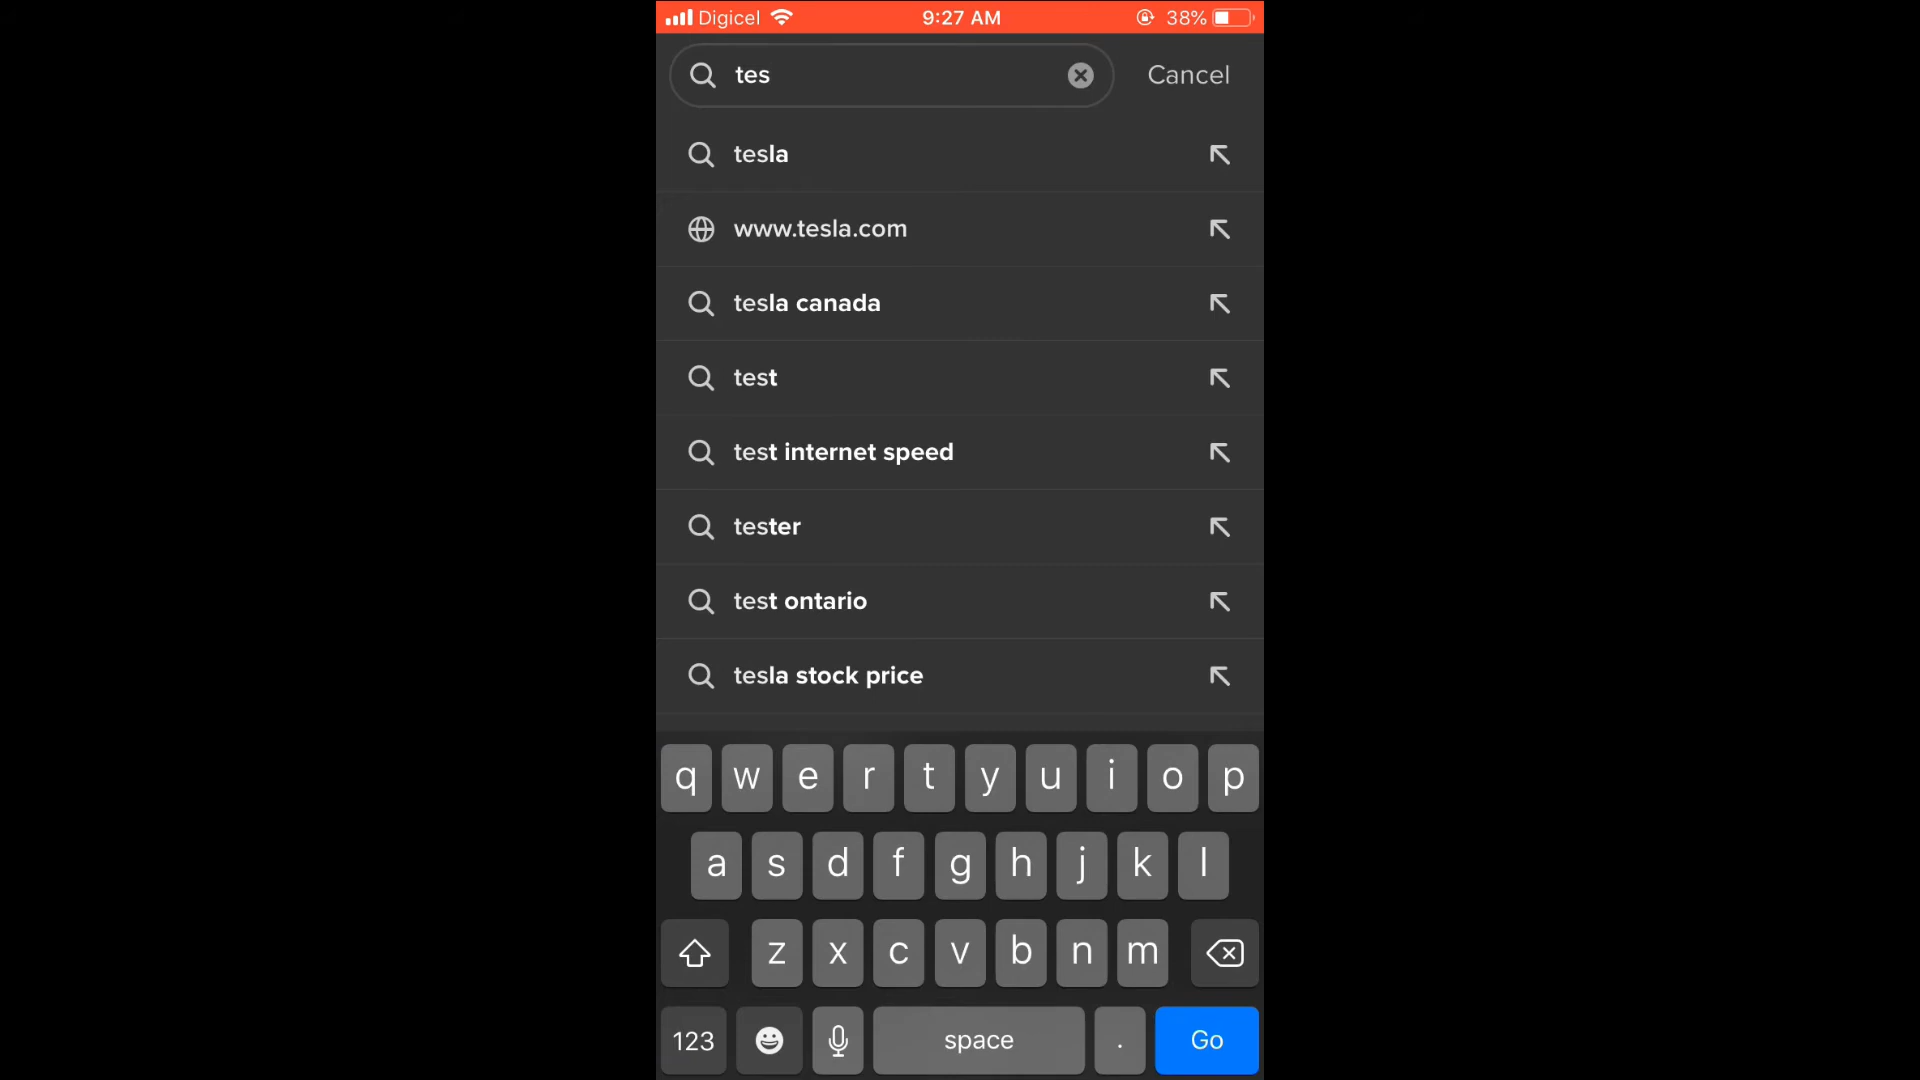 Digicel 9:27 AM 38%
tes Cancel
tesla
www.tesla.com
tesla canada
test
test internet speed
tester
test ontario
tesla stock price
q w e r t y u i o p
a s d f g h j k l
z x c v b n m
123 space . Go